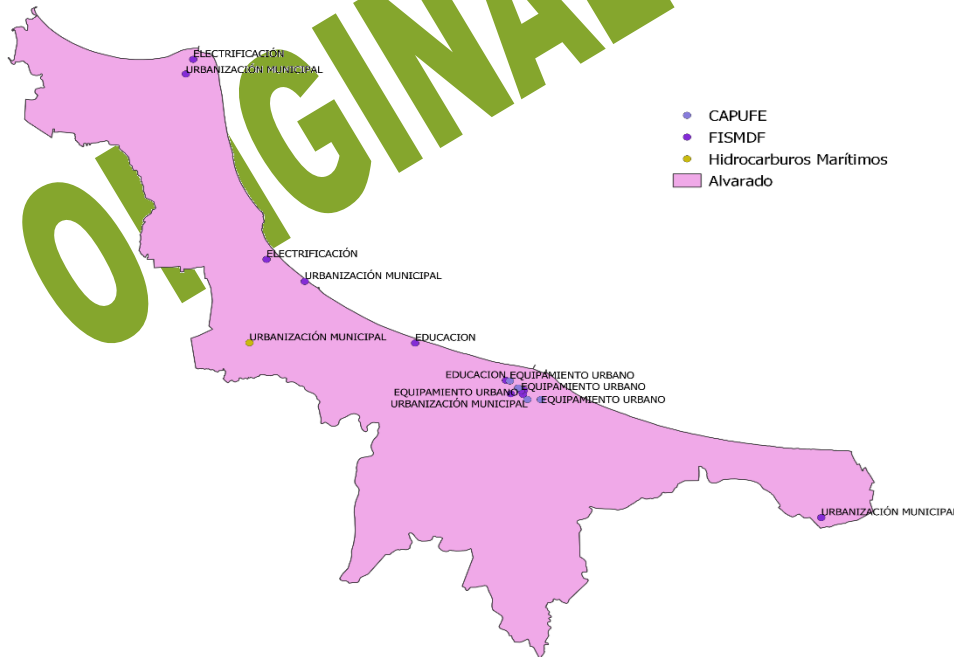 ORIGINAL
ELECTRIFICACIÓN
URBANIZACIÓN MUNICIPAL
CAPUFE
FISMDF
Hidrocarburos Marítimos
Alvarado
ELECTRIFICACIÓN
URBANIZACIÓN MUNICIPAL
URBANIZACIÓN MUNICIPAL
EDUCACION
EDUCACION
EQUIPAMIENTO URBANO
EQUIPAMIENTO URBANO
EQUIPAMIENTO URBANO
URBANIZACIÓN MUNICIPAL
EQUIPAMIENTO URBANO
URBANIZACIÓN MUNICIPAL